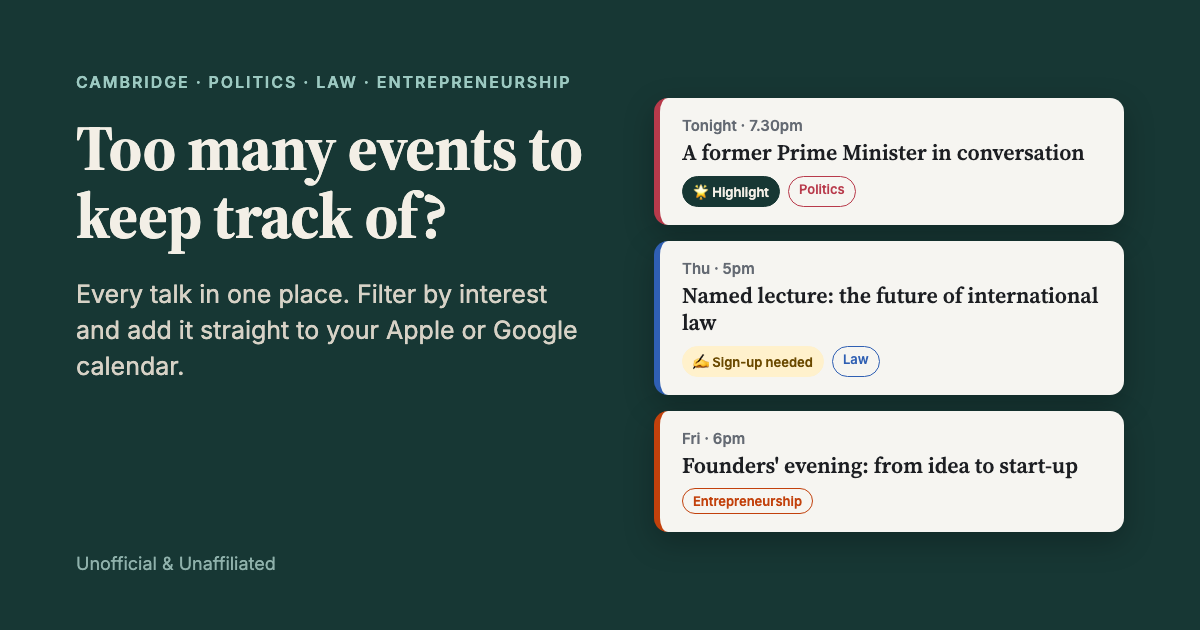 CAMBRIDGE · POLITICS · LAW · ENTREPRENEURSHIP
Too many events to
keep track of?
Every talk in one place. Filter by interest
and add it straight to your Apple or Google
calendar.
Unofficial & Unaffiliated
Tonight · 7.30pm
A former Prime Minister in conversation
🌟 Highlight
Politics
Thu · 5pm
Named lecture: the future of international
law
✍️ Sign-up needed
Law
Fri · 6pm
Founders' evening: from idea to start-up
Entrepreneurship